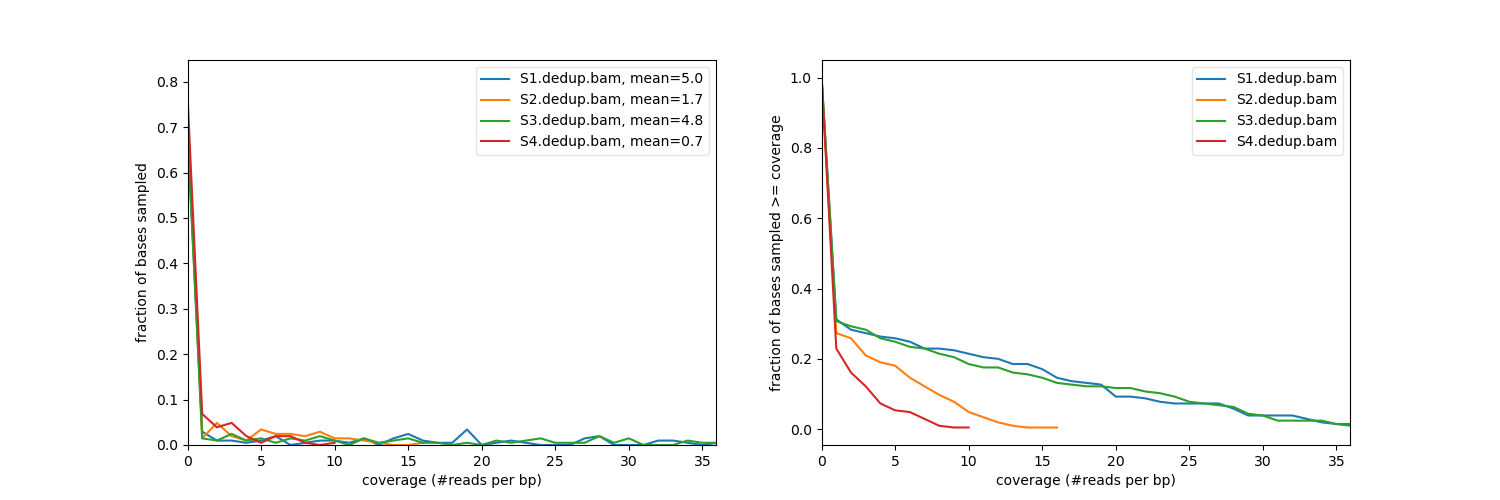 0.8
0.7
0.6
0.5
0.4
0.3
0.2
0.1
0.0
fraction of bases sampled
0 5 10 15 20 25 30 35
coverage (#reads per bp)
S1.dedup.bam, mean=5.0
S2.dedup.bam, mean=1.7
S3.dedup.bam, mean=4.8
S4.dedup.bam, mean=0.7
1.0
0.8
0.6
0.4
0.2
0.0
fraction of bases sampled >= coverage
0 5 10 15 20 25 30 35
coverage (#reads per bp)
S1.dedup.bam
S2.dedup.bam
S3.dedup.bam
S4.dedup.bam